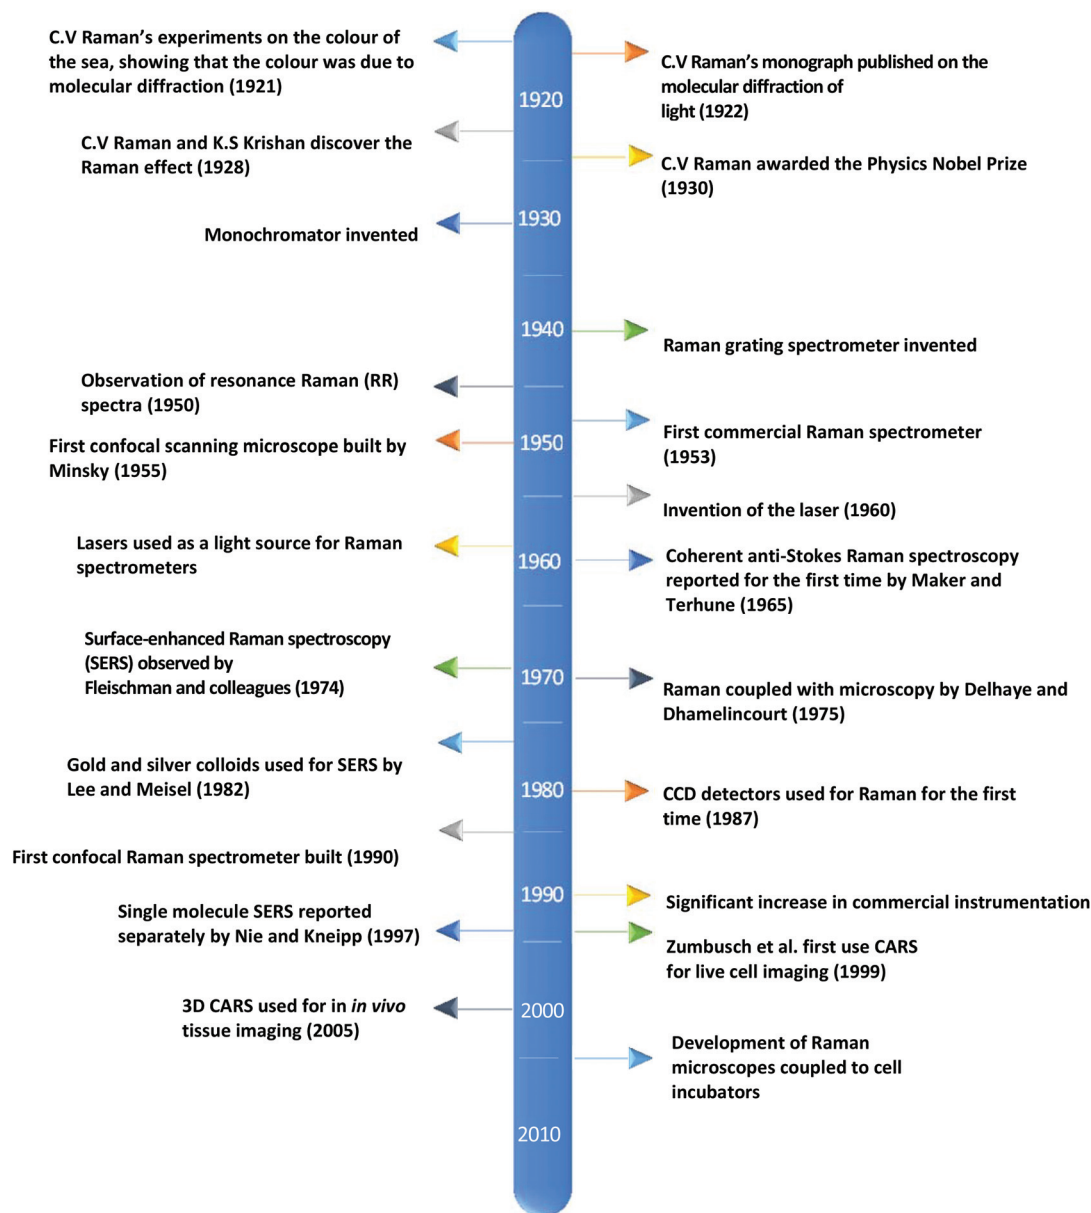 C.V Raman's experiments on the colour of
the sea, showing that the colour was due to
molecular diffraction (1921)
C.V Raman's monograph published on the
molecular diffraction of
light (1922)
1920
C.V Raman and K.S Krishan discover the
Raman effect (1928)
C.V Raman awarded the Physics Nobel Prize
(1930)
1930
Monochromator invented
1940
Raman grating spectrometer invented
Observation of resonance Raman (RR)
spectra (1950)
First commercial Raman spectrometer
(1953)
1950
First confocal scanning microscope built by
Minsky (1955)
Invention of the laser (1960)
Lasers used as a light source for Raman
spectrometers
1960
Coherent anti-Stokes Raman spectroscopy
reported for the first time by Maker and
Terhune (1965)
Surface-enhanced Raman spectroscopy
(SERS) observed by
Fleischman and colleagues (1974)
1970
Raman coupled with microscopy by Delhaye and
Dhamelincourt (1975)
Gold and silver colloids used for SERS by
Lee and Meisel (1982)
1980
CCD detectors used for Raman for the first
time (1987)
First confocal Raman spectrometer built (1990)
1990
Significant increase in commercial instrumentation
Single molecule SERS reported
separately by Nie and Kneipp (1997)
Zumbusch et al. first use CARS
for live cell imaging (1999)
3D CARS used for in in vivo
tissue imaging (2005)
2000
Development of Raman
microscopes coupled to cell
incubators
2010